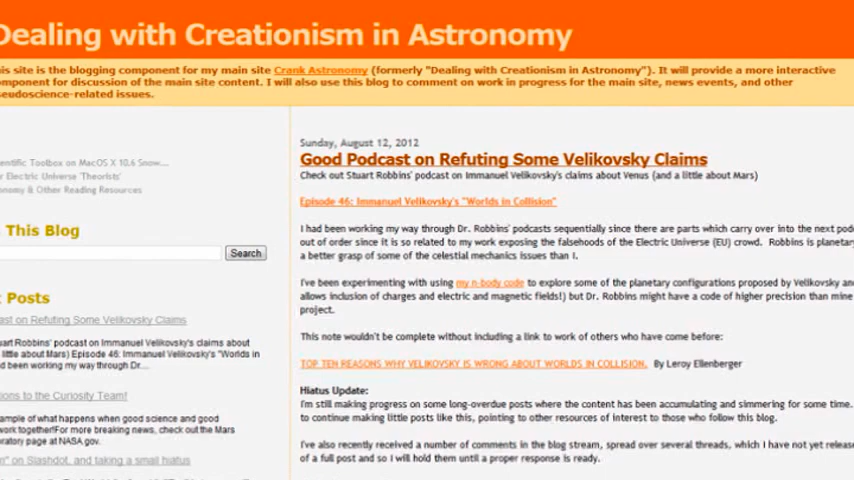 Dealing with Creationism in Astronomy
is site is the blogging component for my main site Crank Astronomy (formerly "Dealing with Creationism in Astronomy"). It will provide a more interactive
omponent for discussion of the main site content. I will also use this blog to comment on work in progress for the main site, news events, and other
seudoscience-related issues.
entific Toolbox on MacOS X 10.6 Snow....
r Electric Universe 'Theorists'
onomy & Other Reading Resources
This Blog
Search
Posts
ast on Refuting Some Velikovsky Claims
uart Robbins' podcast on Immanuel Velikovsky's claims about
little about Mars) Episode 46: Immanuel Velikovsky's "Worlds in
d been working my way through Dr....
tions to the Curiosity Team!
xample of what happens when good science and good
work together!For more breaking news, check out the Mars
oratory page at NASA.gov.
m" on Slashdot, and taking a small hiatus
Sunday, August 12, 2012
Good Podcast on Refuting Some Velikovsky Claims
Check out Stuart Robbins' podcast on Immanuel Velikovsky's claims about Venus (and a little about Mars)
Episode 46: Immanuel Velikovsky's "Worlds in Collision"
I had been working my way through Dr. Robbins' podcasts sequentially since there are parts which carry over into the next pod
out of order since it is so related to my work exposing the falsehoods of the Electric Universe (EU) crowd. Robbins is planetar
a better grasp of some of the celestial mechanics issues than I.
I've been experimenting with using my n-body code to explore some of the planetary configurations proposed by Velikovsky an
allows inclusion of charges and electric and magnetic fields!) but Dr. Robbins might have a code of higher precision than mine
project.
This note wouldn't be complete without including a link to work of others who have come before:
TOP TEN REASONS WHY VELIKOVSKY IS WRONG ABOUT WORLDS IN COLLISION. By Leroy Ellenberger
Hiatus Update:
I'm still making progress on some long-overdue posts where the content has been accumulating and simmering for some time.
to continue making little posts like this, pointing to other resources of interest to those who follow this blog.
I've also recently received a number of comments in the blog stream, spread over several threads, which I have not yet releas
of a full post and so I will hold them until a proper response is ready.